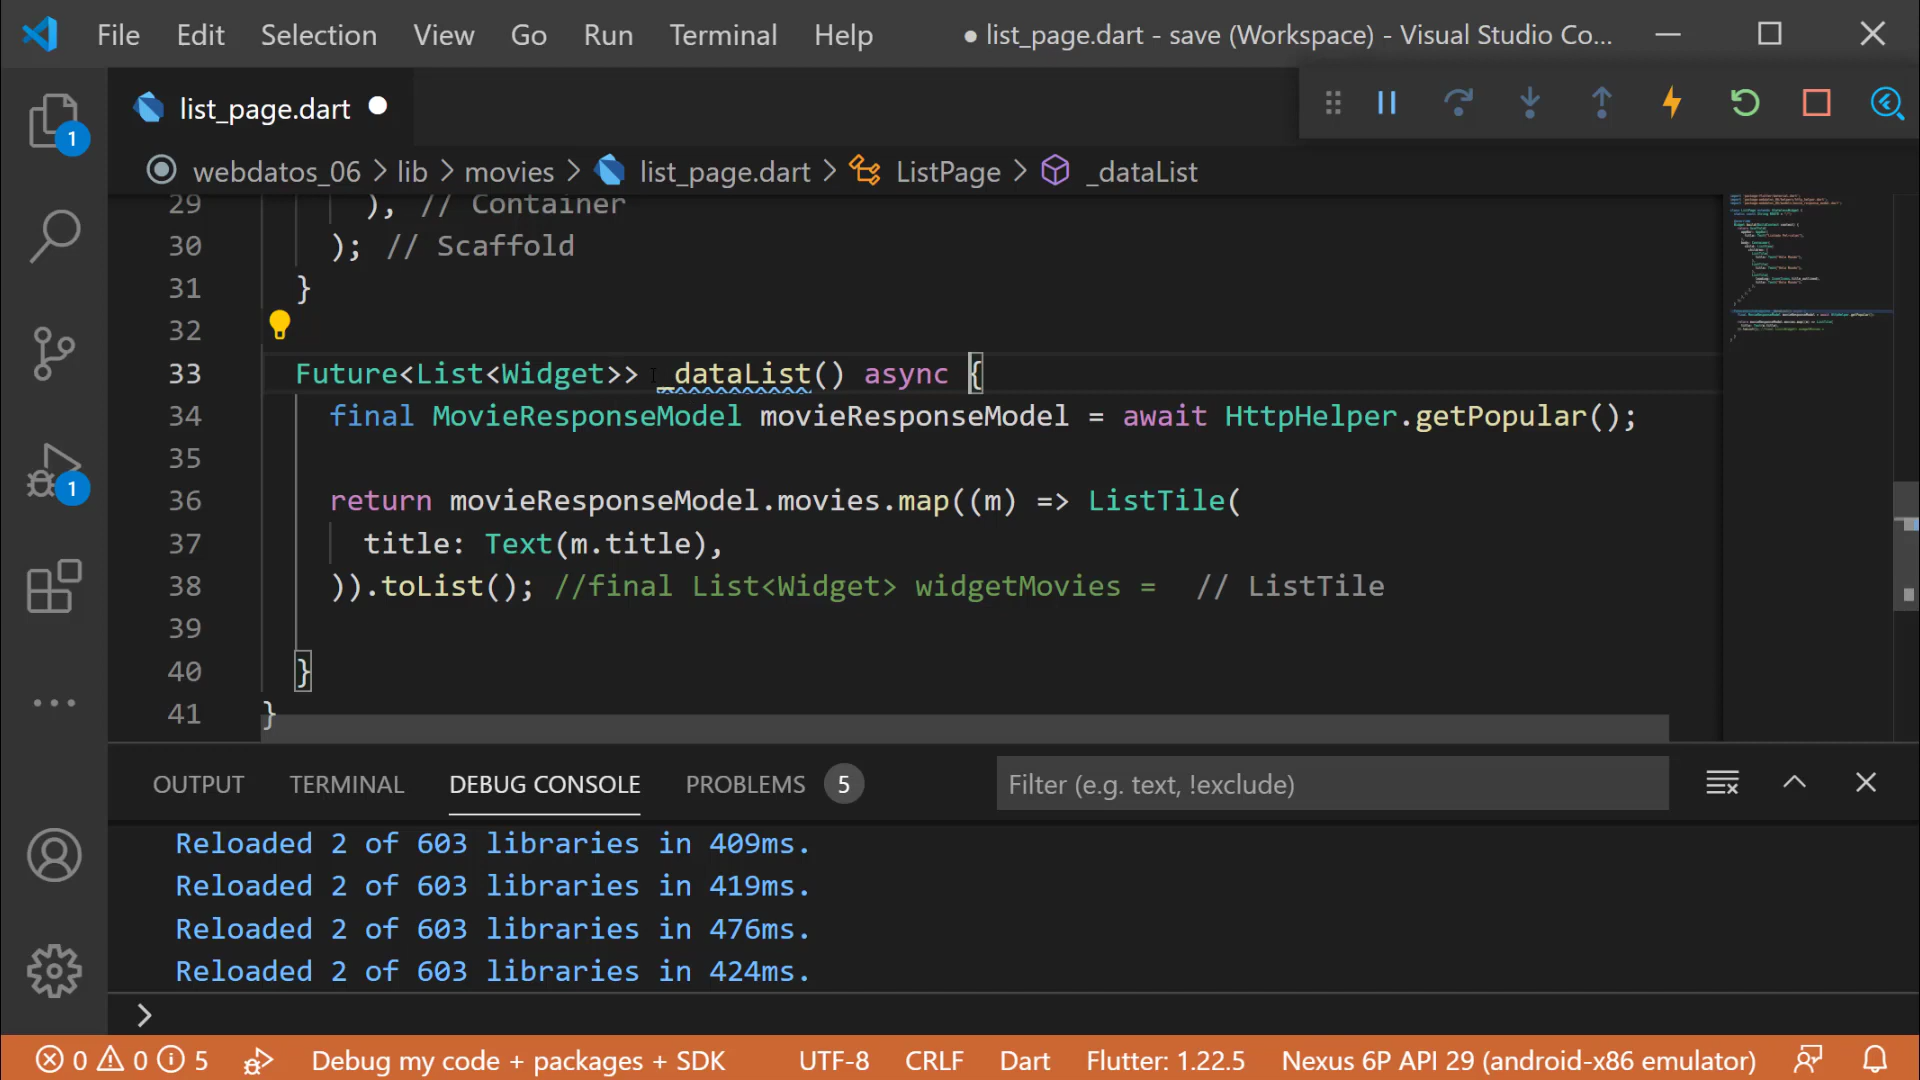 File Edit Selection View Go Run Terminal Help ● list_page.dart - save (Workspace) - Visual Studio Co...
list_page.dart
1
webdatos_06 > lib > movies > list_page.dart > ListPage > _dataList
29 ), // Container
30 ); // Scaffold
31 }
32
33 Future<List<Widget>> _dataList() async {
34 final MovieResponseModel movieResponseModel = await HttpHelper.getPopular();
35
36 return movieResponseModel.movies.map((m) => ListTile(
37 title: Text(m.title),
38 )).toList(); //final List<Widget> widgetMovies = // ListTile
39
40 }
41 }
1
OUTPUT TERMINAL DEBUG CONSOLE PROBLEMS 5 Filter (e.g. text, !exclude)
Reloaded 2 of 603 libraries in 409ms.
Reloaded 2 of 603 libraries in 419ms.
Reloaded 2 of 603 libraries in 476ms.
Reloaded 2 of 603 libraries in 424ms.
>
0 0 5 Debug my code + packages + SDK UTF-8 CRLF Dart Flutter: 1.22.5 Nexus 6P API 29 (android-x86 emulator)